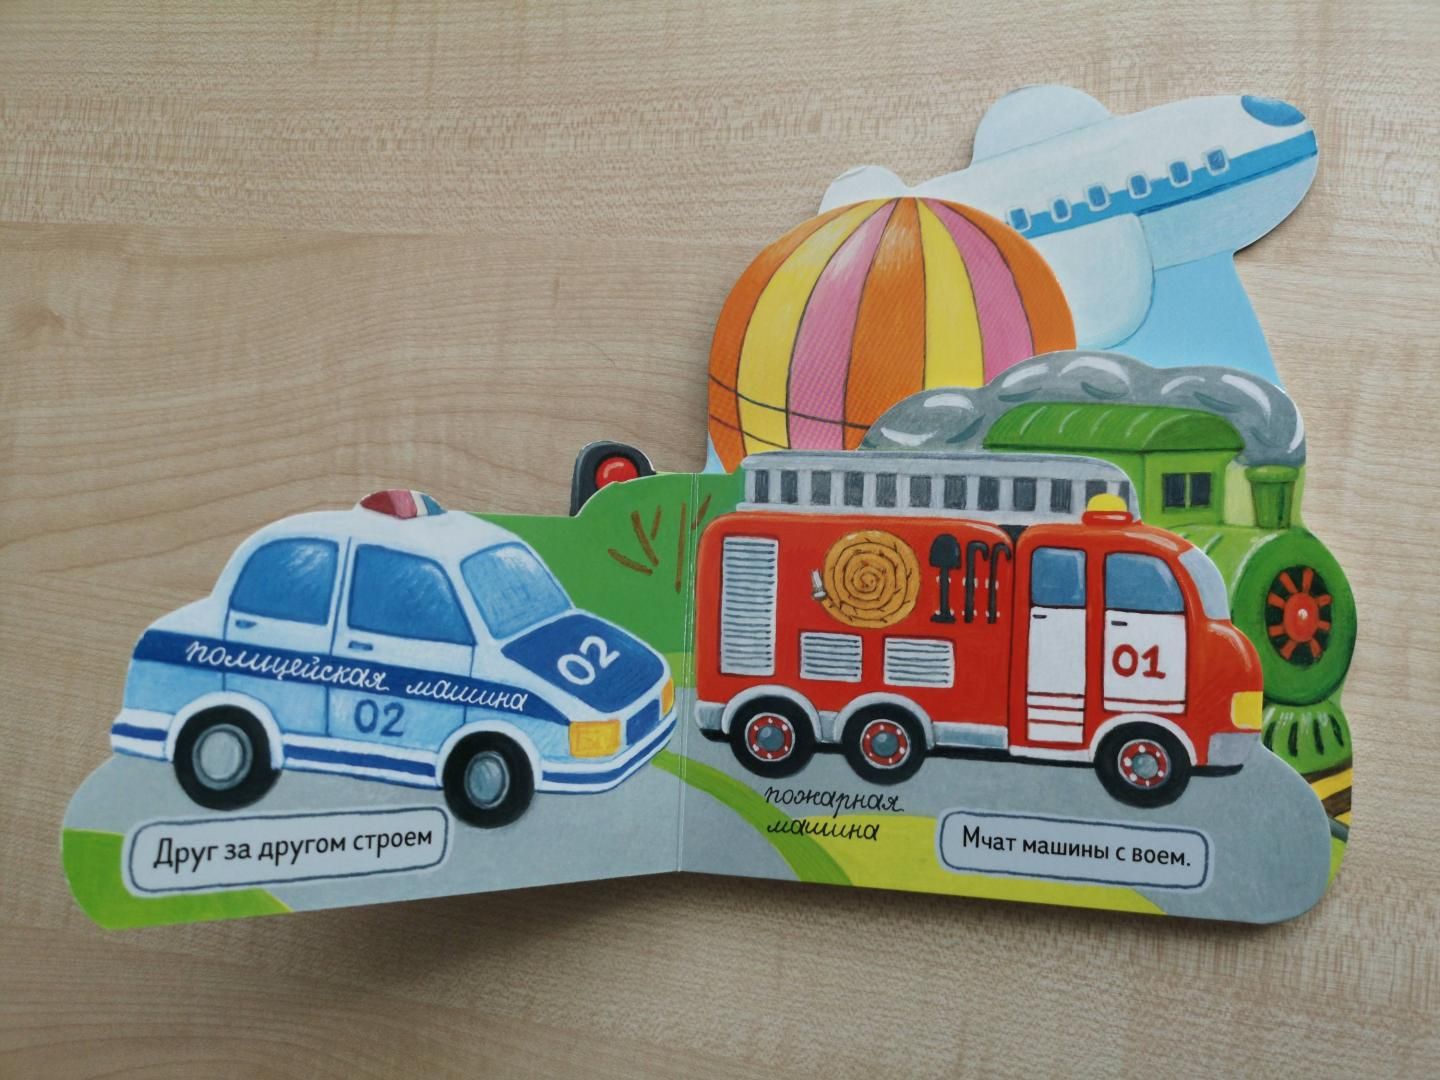 02
полицейская машина
02
Друг за другом строем
01
пожарная
машина
Мчат машины с воем.